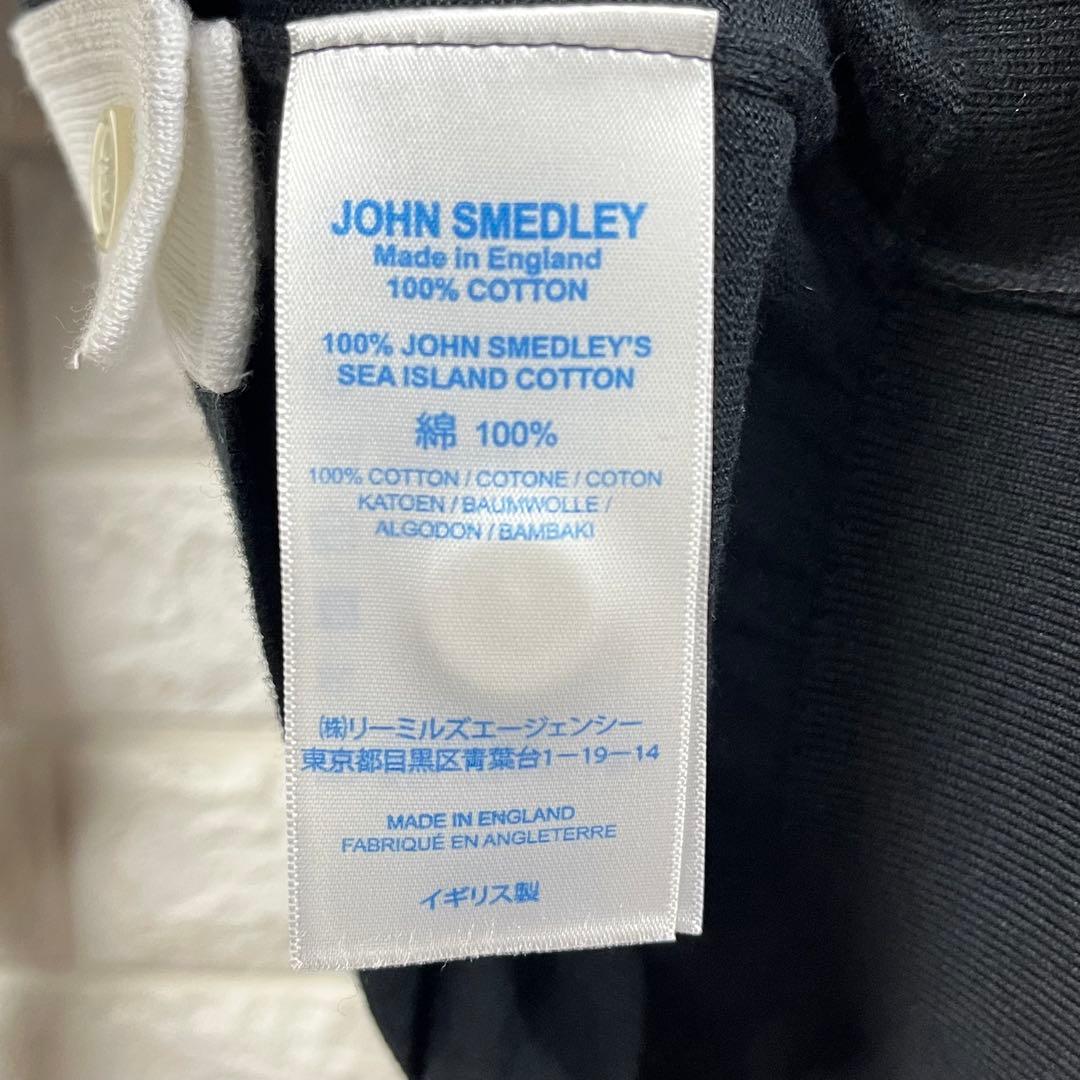 JOHN SMEDLEY
Made in England
100% COTTON
100% JOHN SMEDLEY'S
SEA ISLAND COTTON
綿 100%
100% COTTON / COTONE / COTON
KATOEN / BAUMWOLLE /
ALGODON / BAMBAKI
㈱リーミルズエージェンシー
東京都目黒区青葉台1-19-14
MADE IN ENGLAND
FABRIQUÉ EN ANGLETERRE
イギリス製